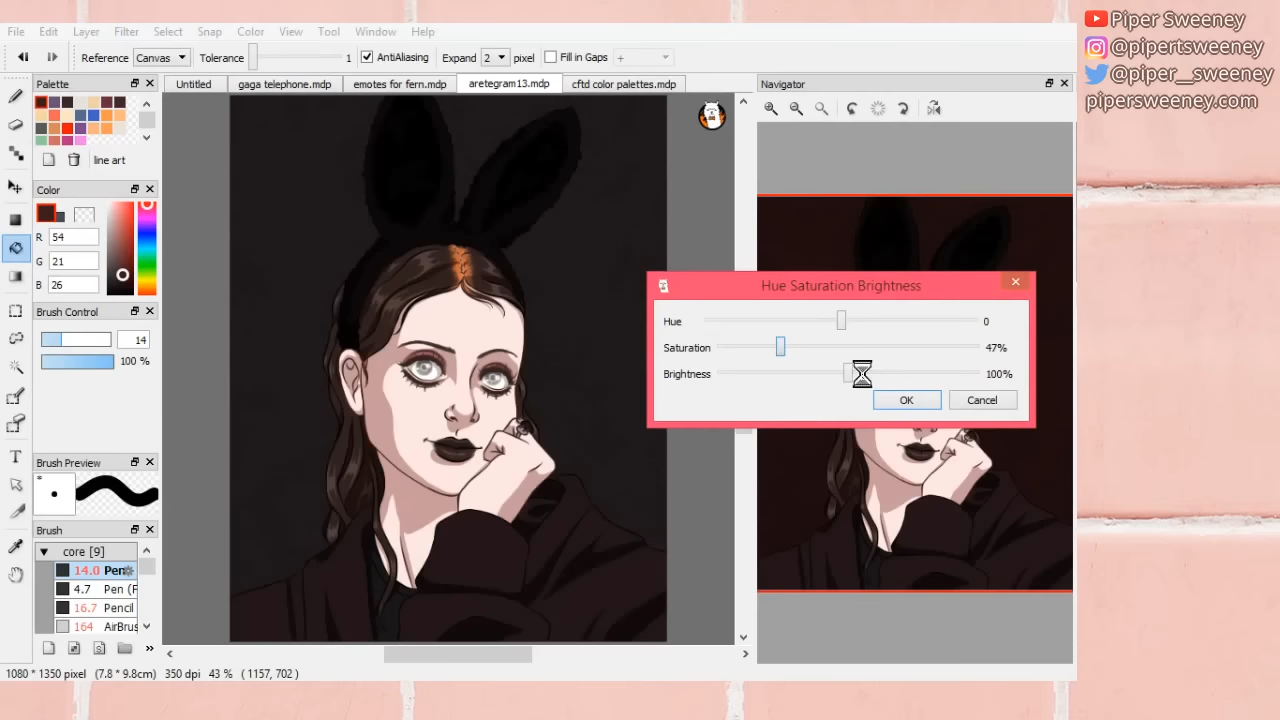 File Edit Layer Filter Select Snap Color View Tool Window Help
Reference Canvas Tolerance 1 AntiAliasing Expand 2 pixel Fill in Gaps +
Palette
Untitled gaga telephone.mdp emotes for fern.mdp aretegram13.mdp cftd color palettes.mdp
Navigator
line art
Color
R 54
G 21
B 26
Brush Control
14
100 %
Brush Preview
*
Brush
core [9]
14.0 Pen
4.7 Pen (F
16.7 Pencil
164 AirBrus
1080 * 1350 pixel (7.8 * 9.8cm) 350 dpi 43 % ( 1157, 702 )
Hue Saturation Brightness
Hue 0
Saturation 47%
Brightness 100%
OK Cancel
Piper Sweeney
@pipertsweeney
@piper__sweeney
pipersweeney.com